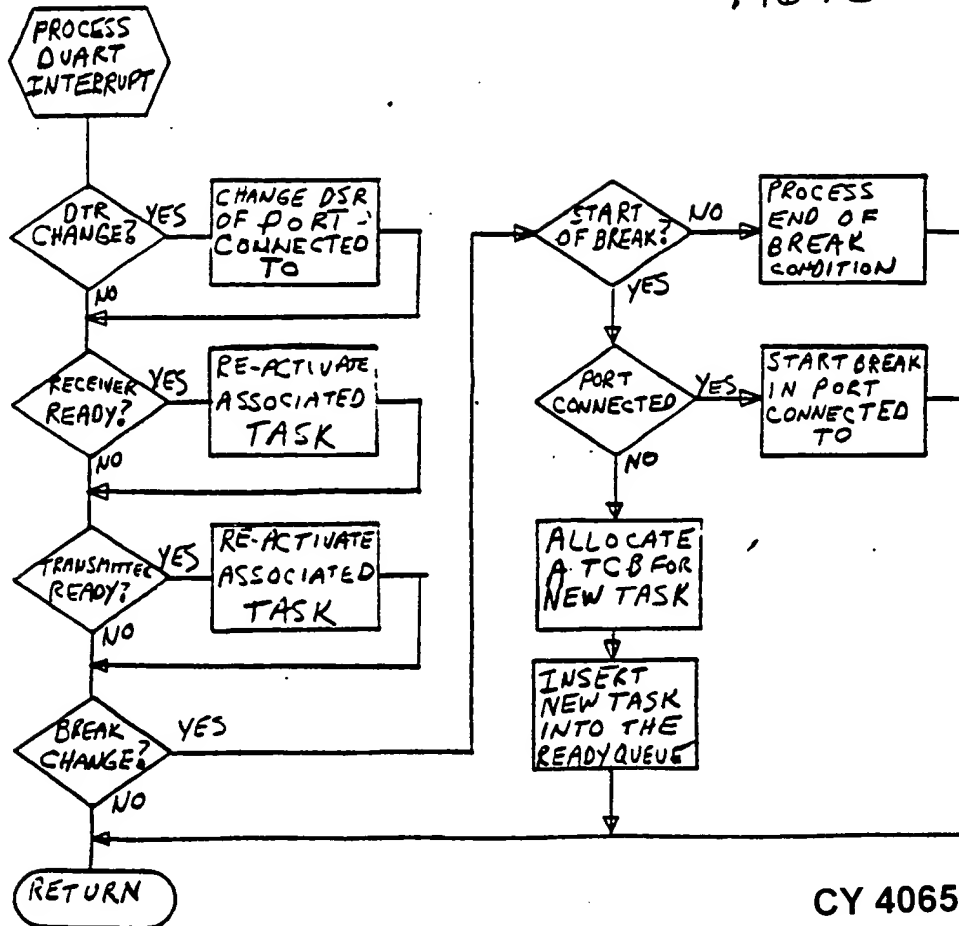 PROCESS
DUART
INTERRUPT
DTR
CHANGE?
YES
NO
CHANGE DSR
OF PORT
CONNECTED
TO
RECEIVER
READY?
YES
NO
RE-ACTIVATE
ASSOCIATED
TASK
TRANSMITTER
READY?
YES
NO
RE-ACTIVATE
ASSOCIATED
TASK
BREAK
CHANGE?
YES
NO
RETURN
START
OF BREAK?
NO
YES
PROCESS
END OF
BREAK
CONDITION
PORT
CONNECTED
YES
NO
START BREAK
IN PORT
CONNECTED
TO
ALLOCATE
A TCB FOR
NEW TASK
INSERT
NEW TASK
INTO THE
READY QUEUE
CY 4065